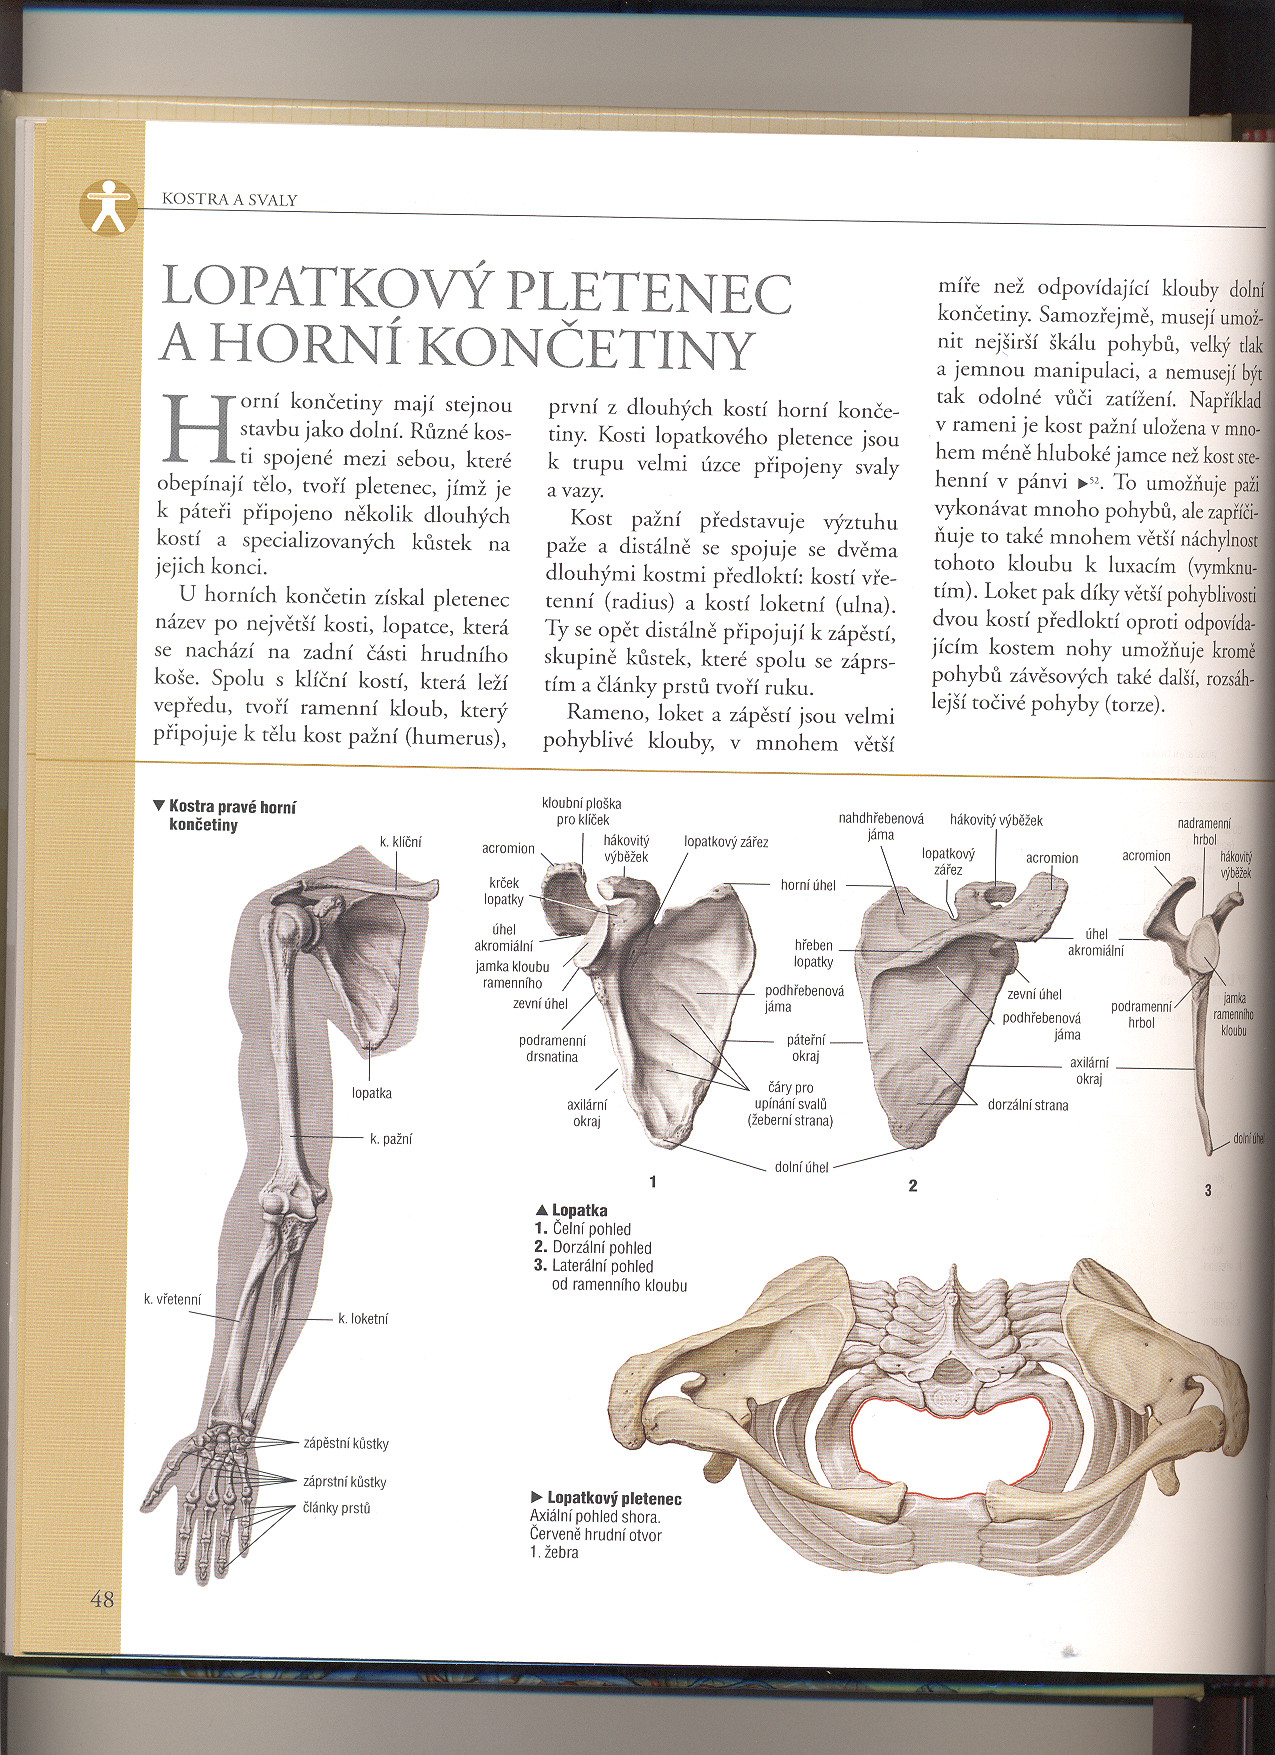 KOSTRA A SVALY
LOPATKOVÝ PLETENEC
A HORNÍ KONČETINY
Horní končetiny mají stejnou
stavbu jako dolní. Různé kos-
ti spojené mezi sebou, které
obepínají tělo, tvoří pletenec, jímž je
k páteři připojeno několik dlouhých
kostí a specializovaných kůstek na
jejich konci.
U horních končetin získal pletenec
název po největší kosti, lopatce, která
se nachází na zadní části hrudního
koše. Spolu s klíční kostí, která leží
vepředu, tvoří ramenní kloub, který
připojuje k tělu kost pažní (humerus),
první z dlouhých kostí horní konče-
tiny. Kosti lopatkového pletence jsou
k trupu velmi úzce připojeny svaly
a vazy.
Kost pažní představuje výztuhu
paže a distálně se spojuje se dvěma
dlouhými kostmi předloktí: kostí vře-
tenní (radius) a kostí loketní (ulna).
Ty se opět distálně připojují k zápěstí,
skupině kůstek, které spolu se záprs-
tím a články prstů tvoří ruku.
Rameno, loket a zápěstí jsou velmi
pohyblivé klouby, v mnohem větší
míře než odpovídající klouby dolní
končetiny. Samozřejmě, musejí umož-
nit nejširší škálu pohybů, velký tlak
a jemnou manipulaci, a nemusejí být
tak odolné vůči zatížení. Například
v rameni je kost pažní uložena v mno-
hem méně hluboké jamce než kost ste-
henní v pánvi ►52. To umožňuje paži
vykonávat mnoho pohybů, ale zapříči-
ňuje to také mnohem větší náchylnost
tohoto kloubu k luxacím (vymknu-
tím). Loket pak díky větší pohyblivosti
dvou kostí předloktí oproti odpovída-
jícím kostem nohy umožňuje kromě
pohybů závěsových také další, rozsáh-
lejší točivé pohyby (torze).
▼ Kostra pravé horní
končetiny
k. klíční
lopatka
k. pažní
k. vřetenní
k. loketní
zápěstní kůstky
záprstní kůstky
články prstů
kloubní ploška
pro klíček
acromion
hákovitý
výběžek
lopatkový zářez
krček
lopatky
horní úhel
úhel
akromiální
jamka kloubu
ramenního
zevní úhel
podramenní
drsnatina
axilární
okraj
podhřebenová
jáma
páteřní
okraj
čáry pro
upínání svalů
(žeberní strana)
dolní úhel
1
nahdhřebenová
jáma
hákovitý výběžek
lopatkový
zářez
acromion
hřeben
lopatky
úhel
akromiální
zevní úhel
podhřebenová
jáma
axilární
okraj
dorzální strana
2
nadramenní
hrbol
acromion
hákovitý
výběžek
podramenní
hrbol
jamka
ramenního
kloubu
dolní úhel
3
▲ Lopatka
1. Čelní pohled
2. Dorzální pohled
3. Laterální pohled
od ramenního kloubu
► Lopatkový pletenec
Axiální pohled shora.
Červeně hrudní otvor
1. žebra
48